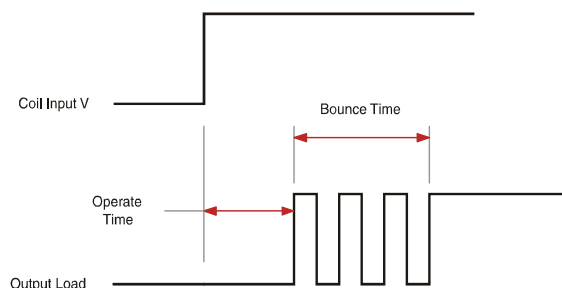 Coil Input V
Bounce Time
Operate
Time
Output Load